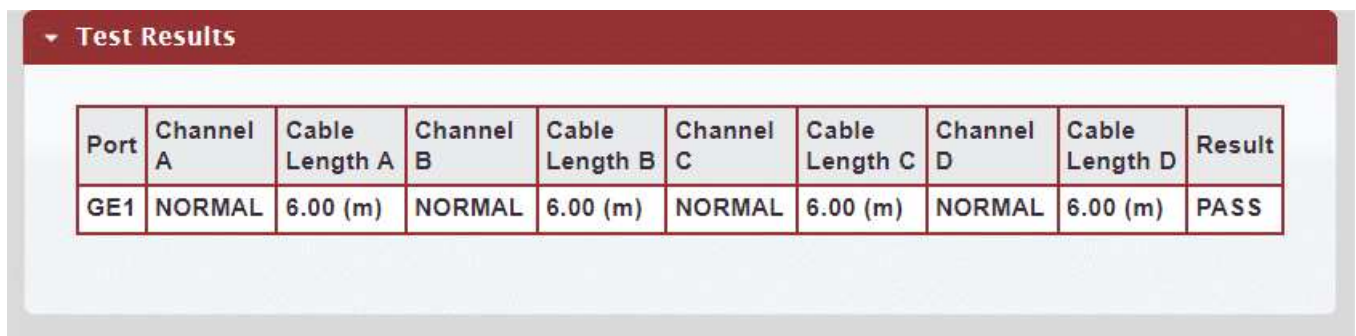 Test Results
Port Channel A Cable Length A Channel B Cable Length B Channel C Cable Length C Channel D Cable Length D Result
GE1 NORMAL 6.00 (m) NORMAL 6.00 (m) NORMAL 6.00 (m) NORMAL 6.00 (m) PASS